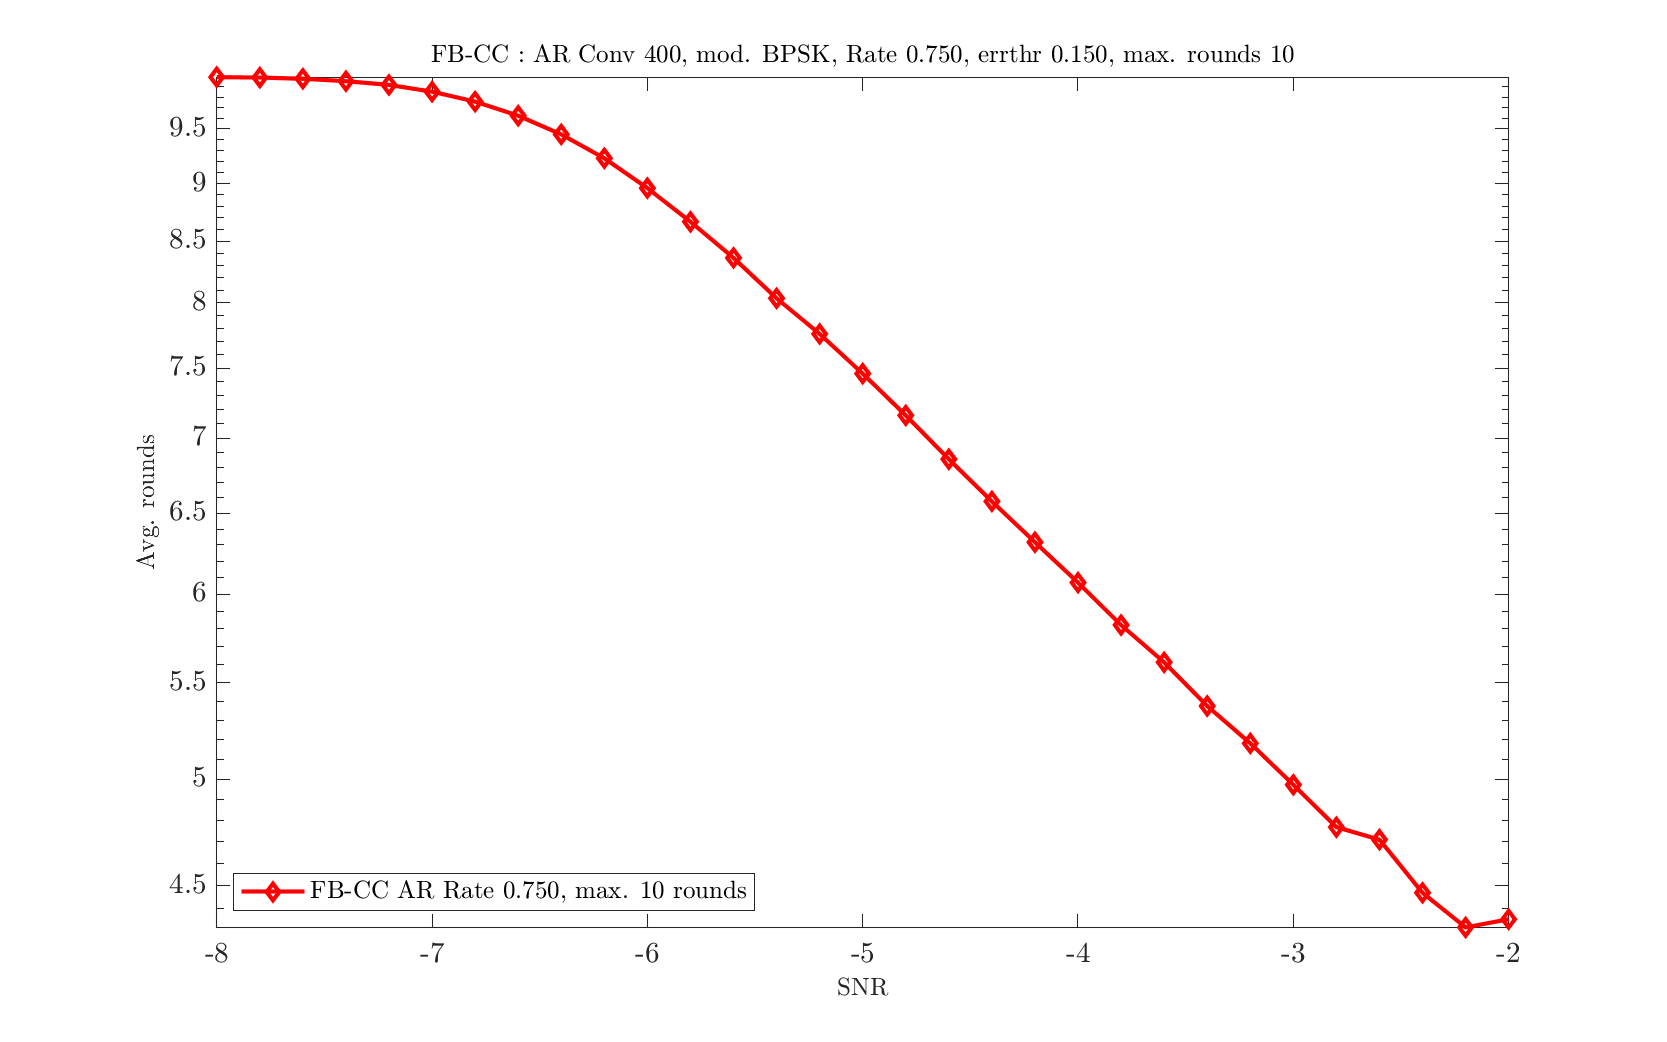 FB-CC : AR Conv 400, mod. BPSK, Rate 0.750, errthr 0.150, max. rounds 10
9.5
9
8.5
8
7.5
7
6.5
6
5.5
5
4.5
Avg. rounds
FB-CC AR Rate 0.750, max. 10 rounds
-8 -7 -6 -5 -4 -3 -2
SNR